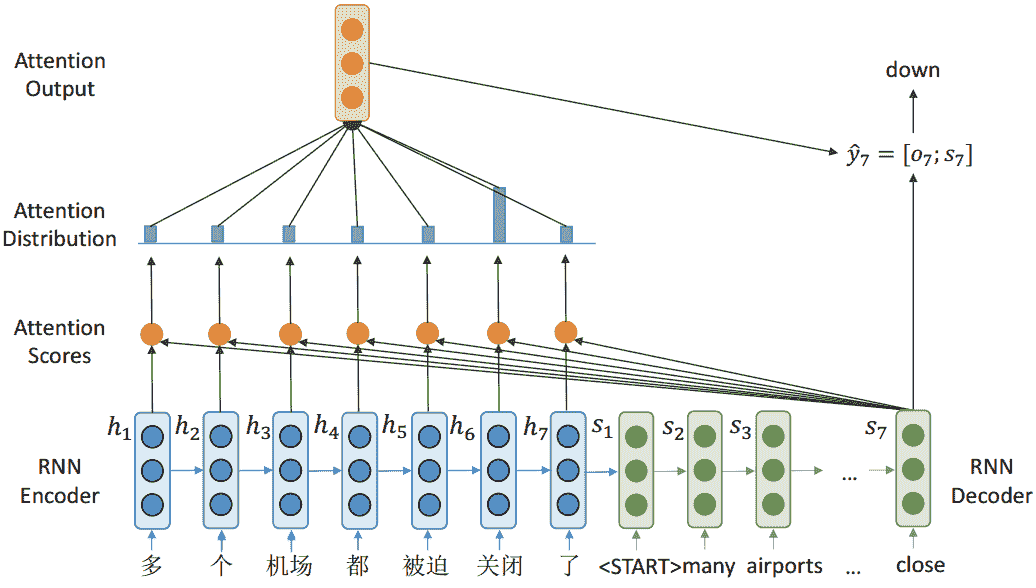 Attention
Output
down
ŷ₇ = [o₇; s₇]
Attention
Distribution
Attention
Scores
h₁ h₂ h₃ h₄ h₅ h₆ h₇ s₁ s₂ s₃ s₇
RNN
Encoder
...
RNN
Decoder
多 个 机场 都 被迫 关闭 了 <START> many airports ... close